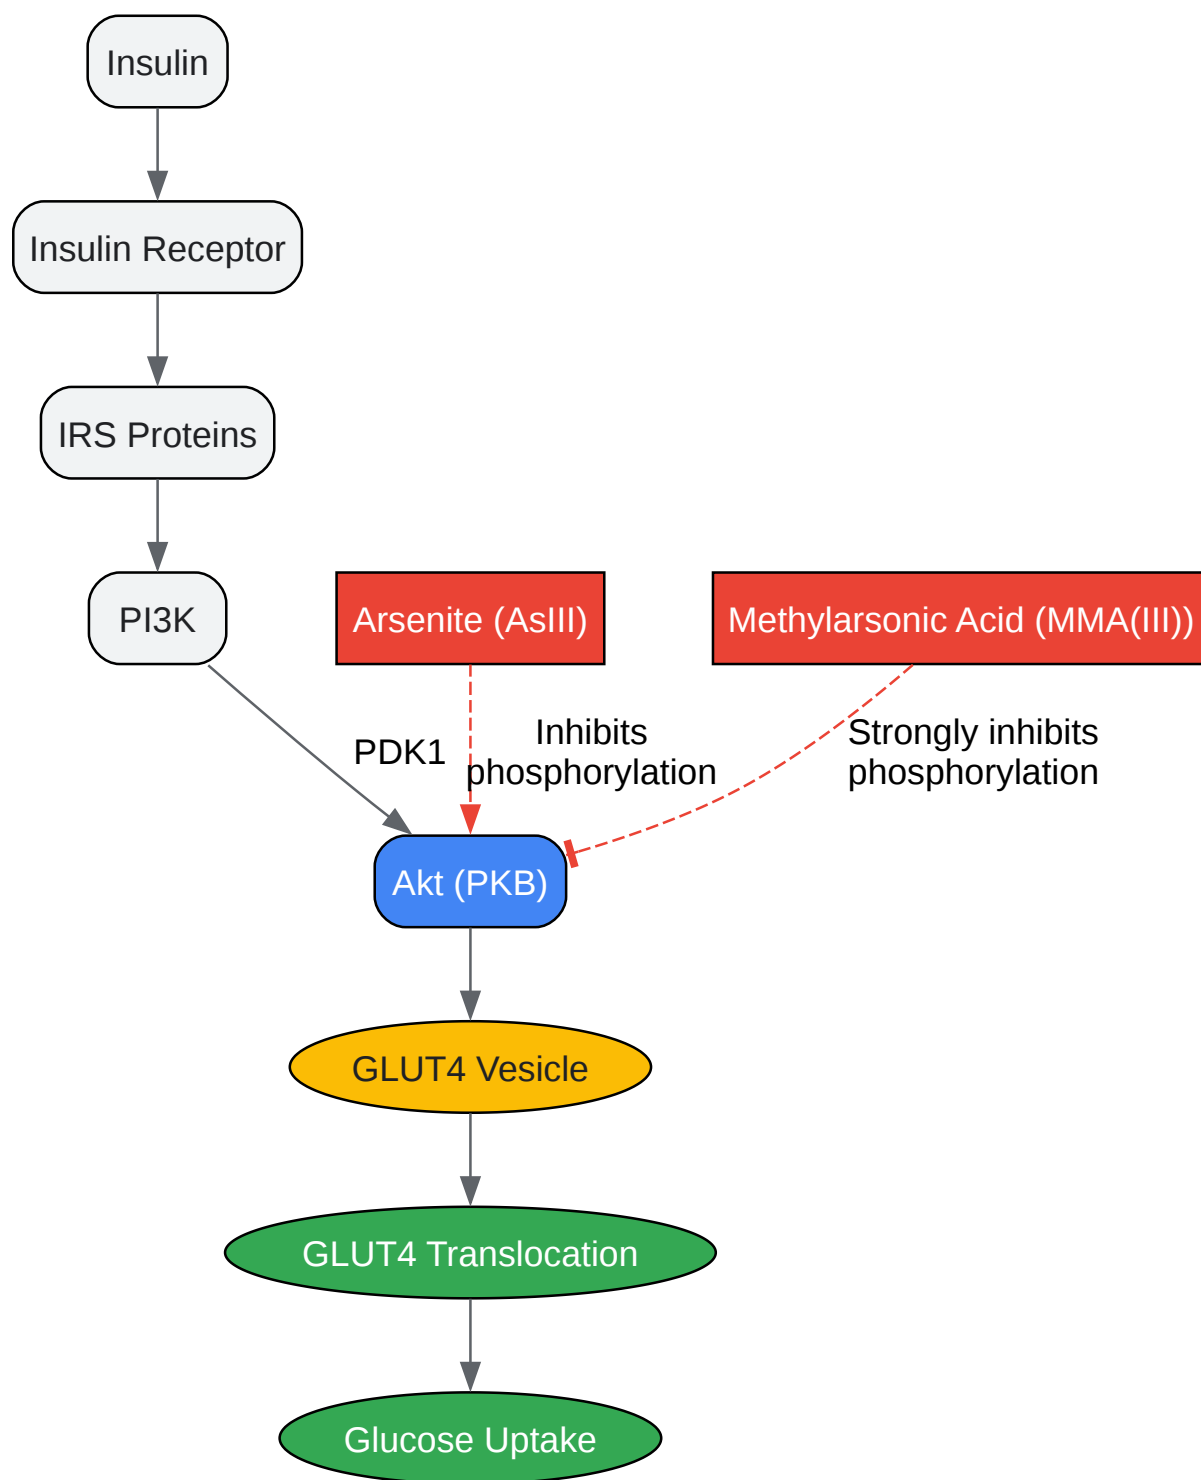 Insulin
Insulin Receptor
IRS Proteins
PI3K
Arsenite (AsIII)
Methylarsonic Acid (MMA(III))
PDK1
Inhibits
phosphorylation
Strongly inhibits
phosphorylation
Akt (PKB)
GLUT4 Vesicle
GLUT4 Translocation
Glucose Uptake